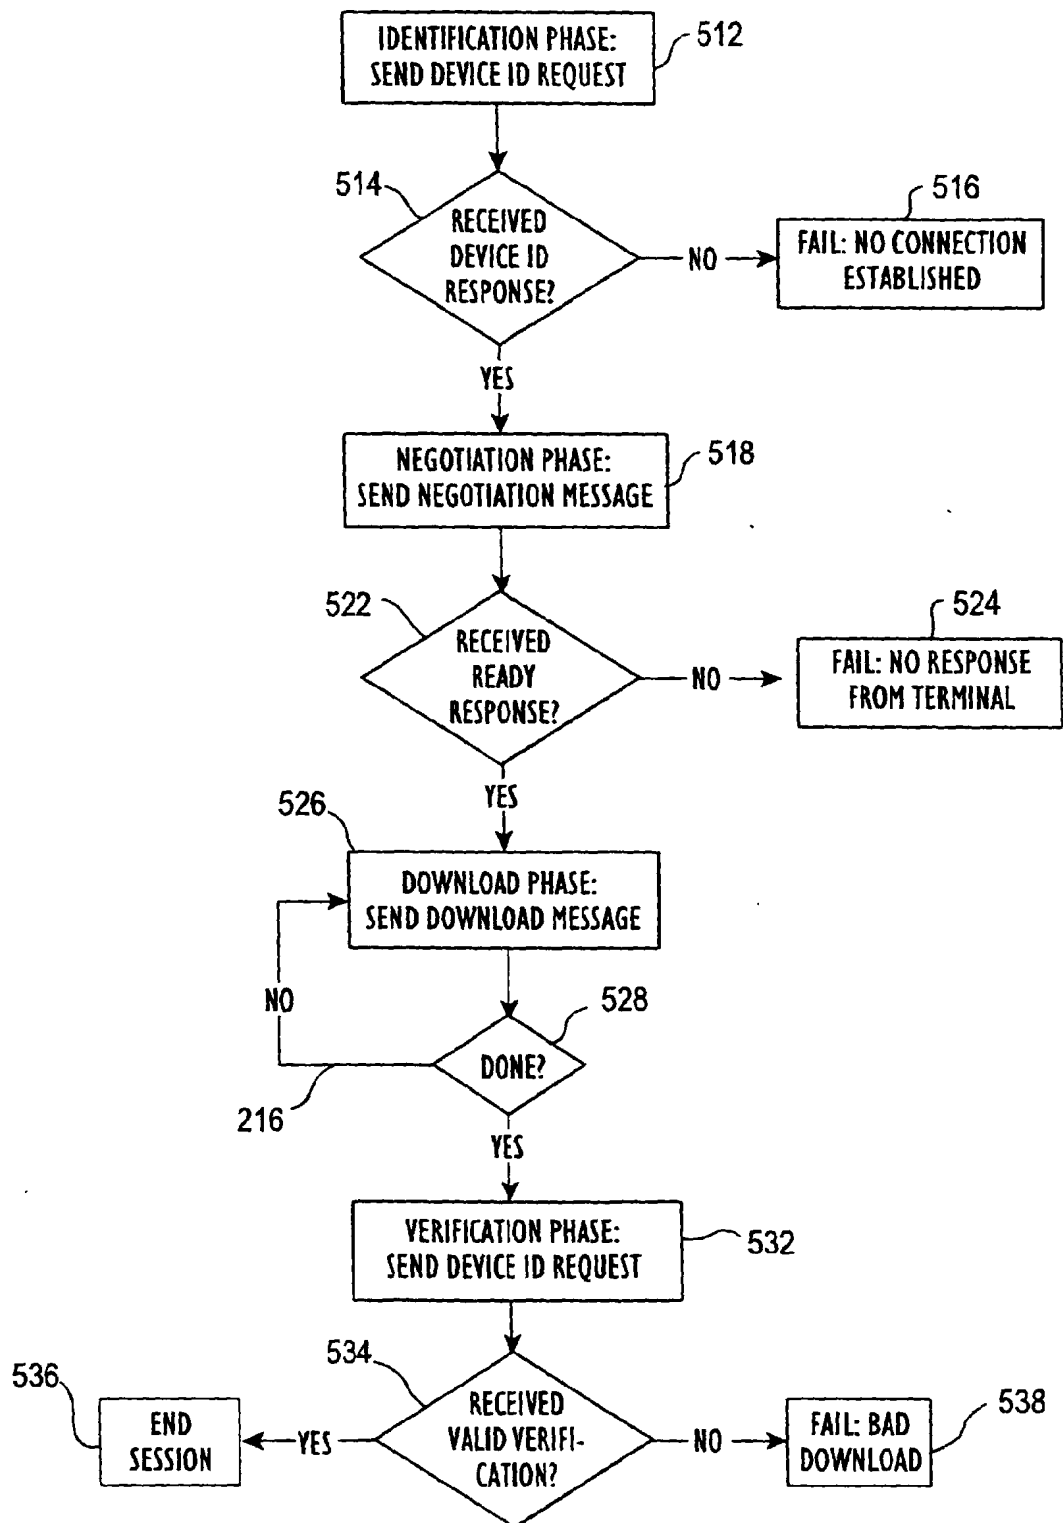 IDENTIFICATION PHASE:
SEND DEVICE ID REQUEST
512
514
RECEIVED
DEVICE ID
RESPONSE?
NO
516
FAIL: NO CONNECTION
ESTABLISHED
YES
NEGOTIATION PHASE:
SEND NEGOTIATION MESSAGE
518
522
RECEIVED
READY
RESPONSE?
NO
524
FAIL: NO RESPONSE
FROM TERMINAL
YES
526
DOWNLOAD PHASE:
SEND DOWNLOAD MESSAGE
NO
528
DONE?
216
YES
VERIFICATION PHASE:
SEND DEVICE ID REQUEST
532
534
RECEIVED
VALID VERIFI-
CATION?
YES
536
END
SESSION
NO
FAIL: BAD
DOWNLOAD
538